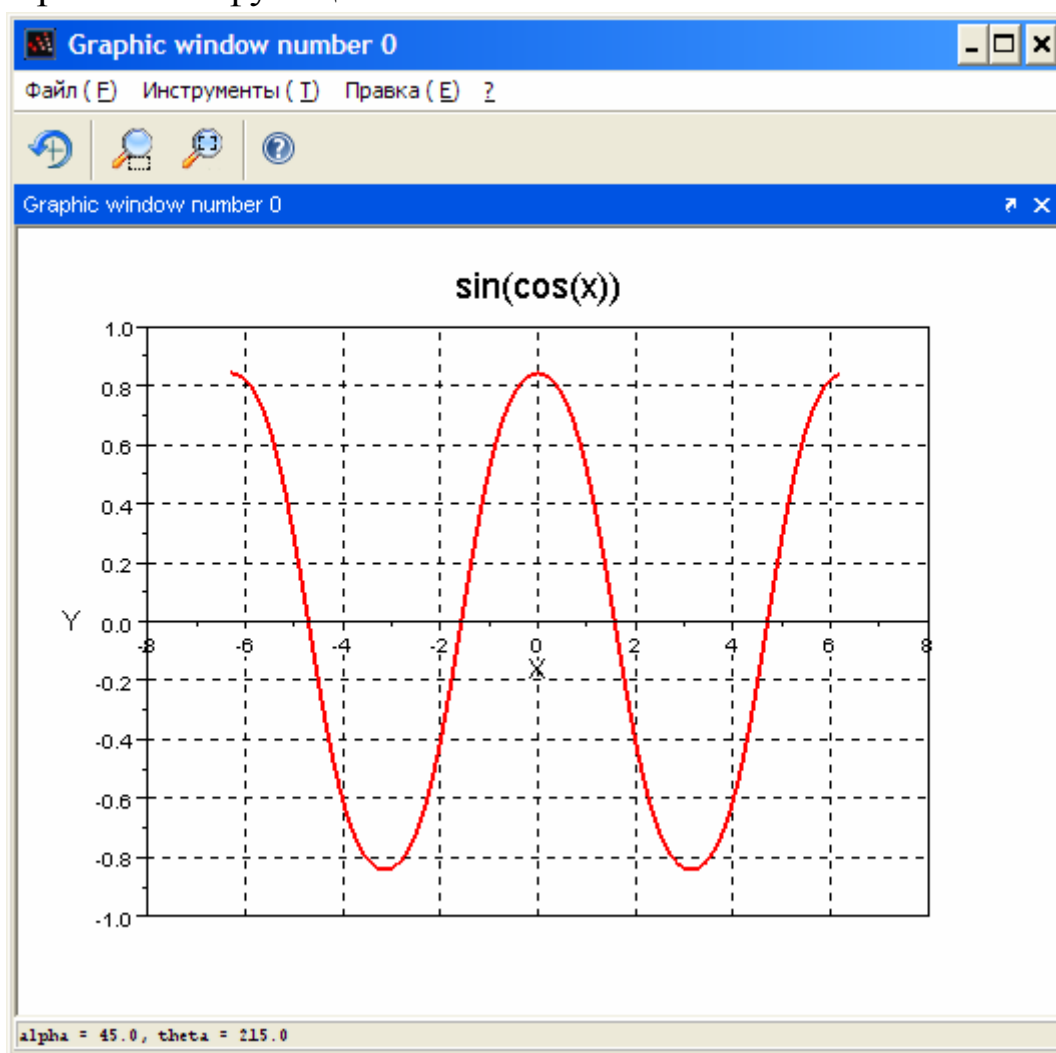 Graphic window number 0
Файл ( F) Инструменты ( T) Правка ( E) ?
Graphic window number 0
sin(cos(x))
1.0
0.8
0.6
0.4
0.2
Y 0.0
-8 -6 -4 -2 0 2 4 6 8
X
-0.2
-0.4
-0.6
-0.8
-1.0
alpha = 45.0, theta = 215.0